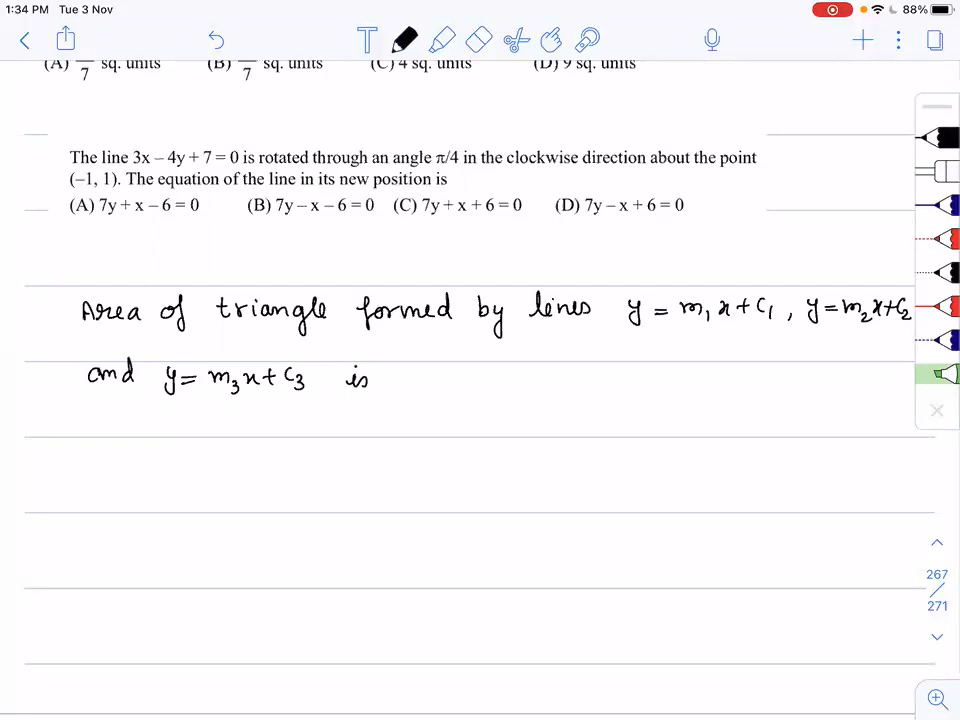 1:34 PM Tue 3 Nov
88%
(A) — 7 sq. units (B) — 7 sq. units (C) 4 sq. units (D) 9 sq. units
The line 3x – 4y + 7 = 0 is rotated through an angle π/4 in the clockwise direction about the point
(–1, 1). The equation of the line in its new position is
(A) 7y + x – 6 = 0 (B) 7y – x – 6 = 0 (C) 7y + x + 6 = 0 (D) 7y – x + 6 = 0
Area of triangle formed by lines y = m₁x + c₁, y = m₂x + c₂
and y = m₃x + c₃ is
267
271